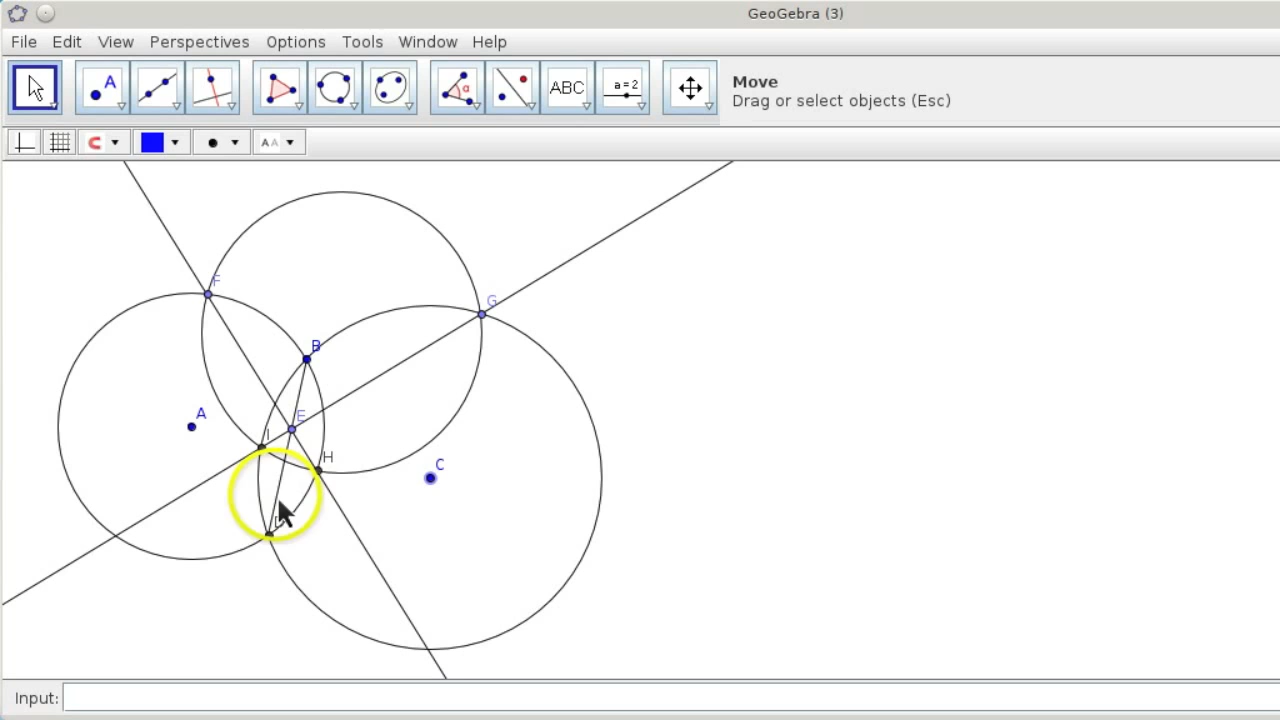 GeoGebra (3)
File Edit View Perspectives Options Tools Window Help
A
α
ABC
a=2
Move
Drag or select objects (Esc)
A A
F
G
B
A
E
I
H
C
D
Input: